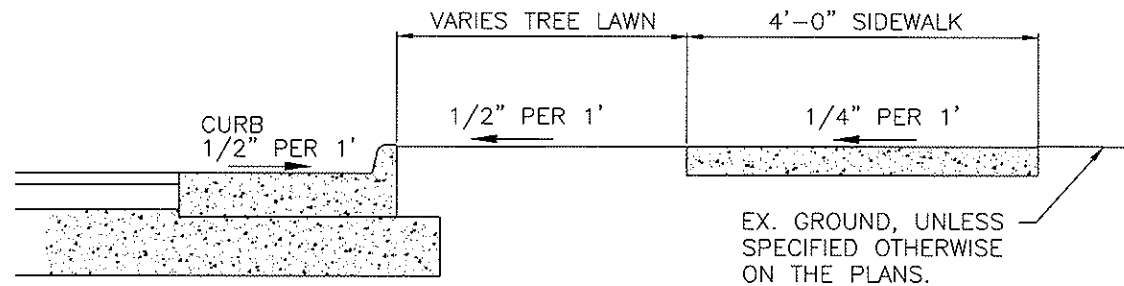 VARIES TREE LAWN
4'-0" SIDEWALK
CURB
1/2" PER 1'
1/2" PER 1'
1/4" PER 1'
EX. GROUND, UNLESS
SPECIFIED OTHERWISE
ON THE PLANS.